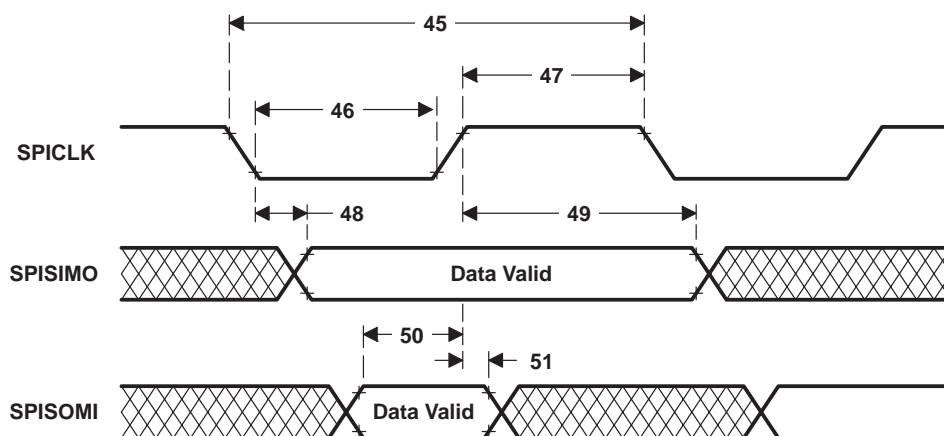 45
47
46
SPICLK
48
49
SPISIMO
Data Valid
50
51
SPISOMI
Data Valid